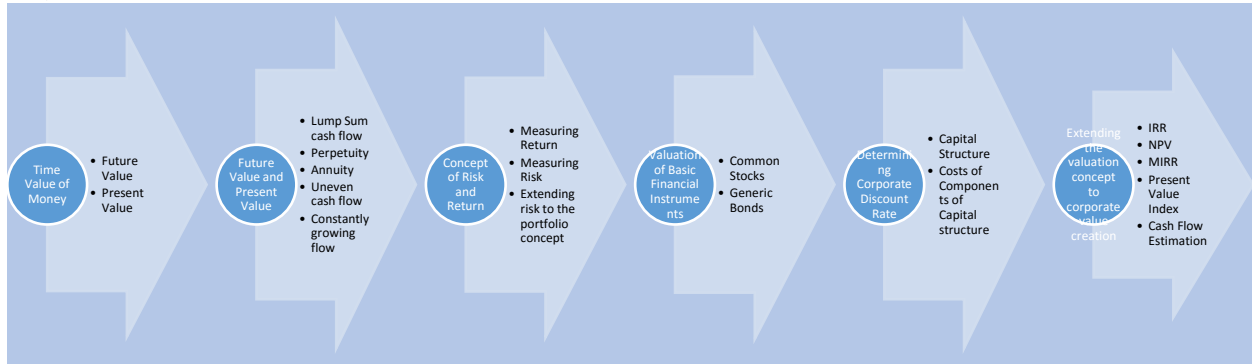 Time
Value of
Money
• Future
Value
• Present
Value
Future
Value and
Present
Value
• Lump Sum
cash flow
• Perpetuity
• Annuity
• Uneven
cash flow
• Constantly
growing
flow
Concept
of Risk
and
Return
• Measuring
Return
• Measuring
Risk
• Extending
risk to the
portfolio
concept
Valuation
of Basic
Financial
Instrume
nts
• Common
Stocks
• Generic
Bonds
Determini
ng
Corporate
Discount
Rate
• Capital
Structure
• Costs of
Componen
ts of
Capital
structure
Extending
the
valuation
concept
to
corporate
value
creation
• IRR
• NPV
• MIRR
• Present
Value
Index
• Cash Flow
Estimation